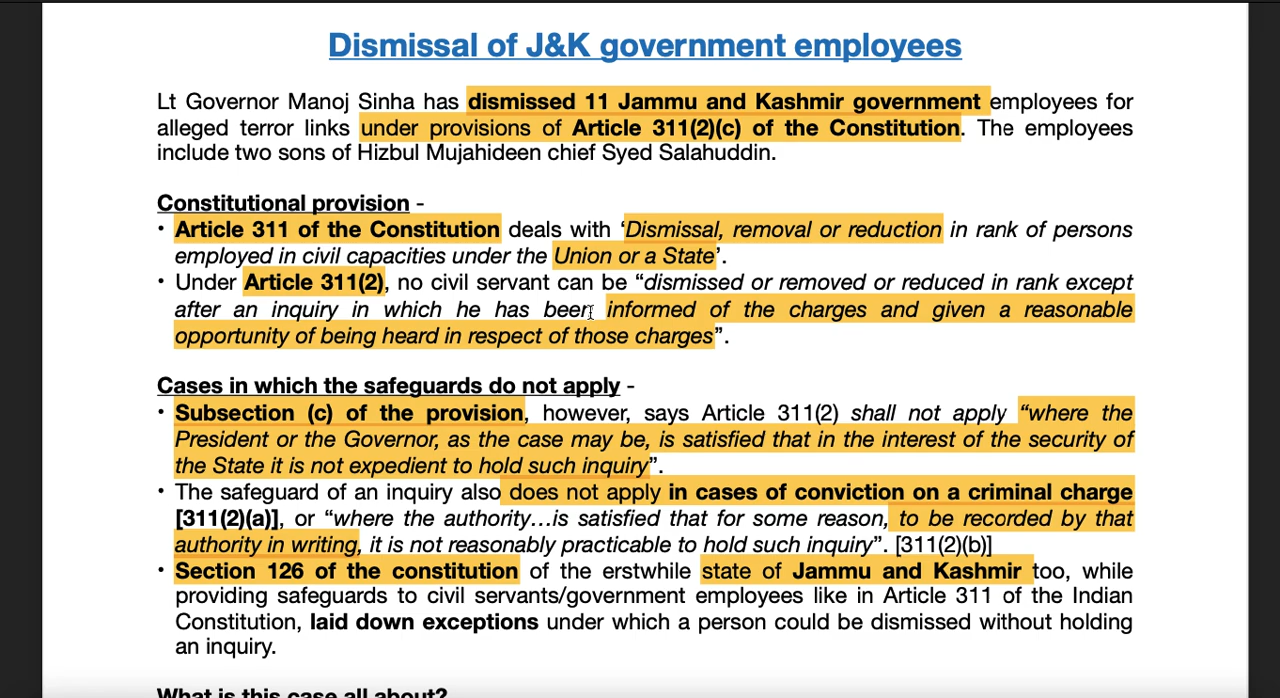 Dismissal of J&K government employees
Lt Governor Manoj Sinha has dismissed 11 Jammu and Kashmir government employees for
alleged terror links under provisions of Article 311(2)(c) of the Constitution. The employees
include two sons of Hizbul Mujahideen chief Syed Salahuddin.
Constitutional provision -
• Article 311 of the Constitution deals with ‘Dismissal, removal or reduction in rank of persons
employed in civil capacities under the Union or a State’.
• Under Article 311(2), no civil servant can be “dismissed or removed or reduced in rank except
after an inquiry in which he has been informed of the charges and given a reasonable
opportunity of being heard in respect of those charges”.
Cases in which the safeguards do not apply -
• Subsection (c) of the provision, however, says Article 311(2) shall not apply “where the
President or the Governor, as the case may be, is satisfied that in the interest of the security of
the State it is not expedient to hold such inquiry”.
• The safeguard of an inquiry also does not apply in cases of conviction on a criminal charge
[311(2)(a)], or “where the authority…is satisfied that for some reason, to be recorded by that
authority in writing, it is not reasonably practicable to hold such inquiry”. [311(2)(b)]
• Section 126 of the constitution of the erstwhile state of Jammu and Kashmir too, while
providing safeguards to civil servants/government employees like in Article 311 of the Indian
Constitution, laid down exceptions under which a person could be dismissed without holding
an inquiry.
What is this case all about?